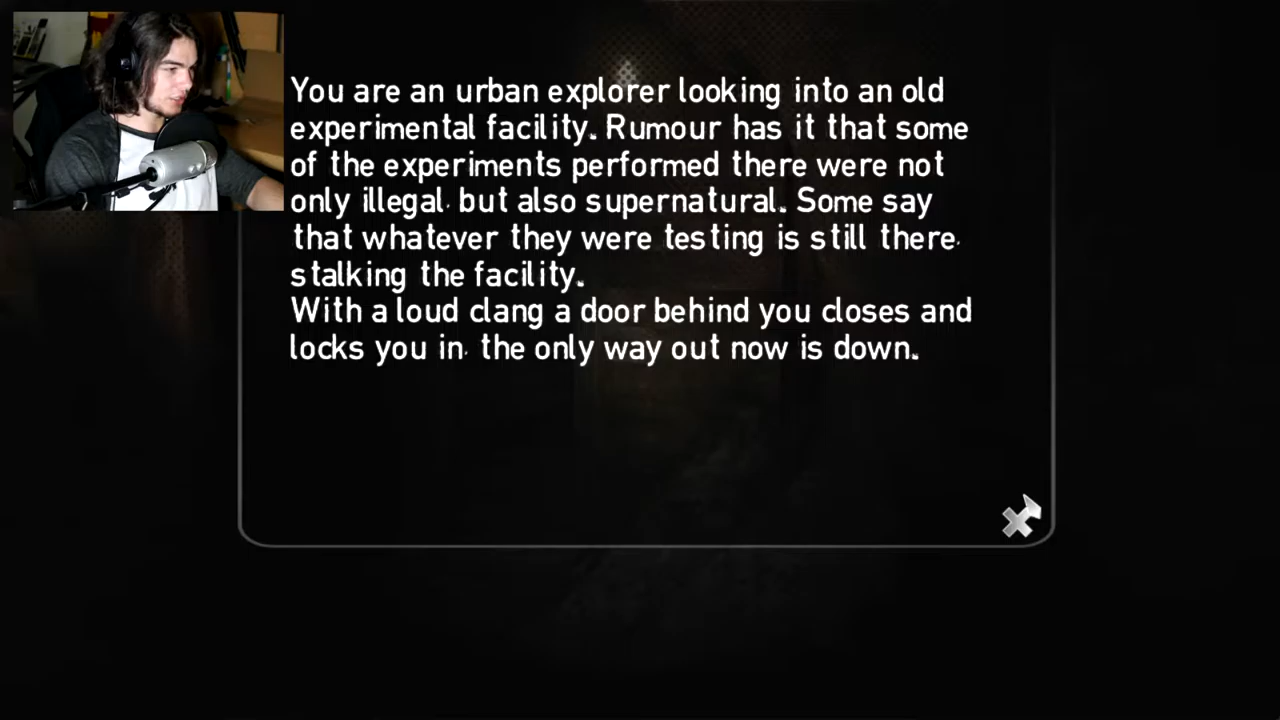 You are an urban explorer looking into an old
experimental facility. Rumour has it that some
of the experiments performed there were not
only illegal, but also supernatural. Some say
that whatever they were testing is still there,
stalking the facility.
With a loud clang a door behind you closes and
locks you in, the only way out now is down.